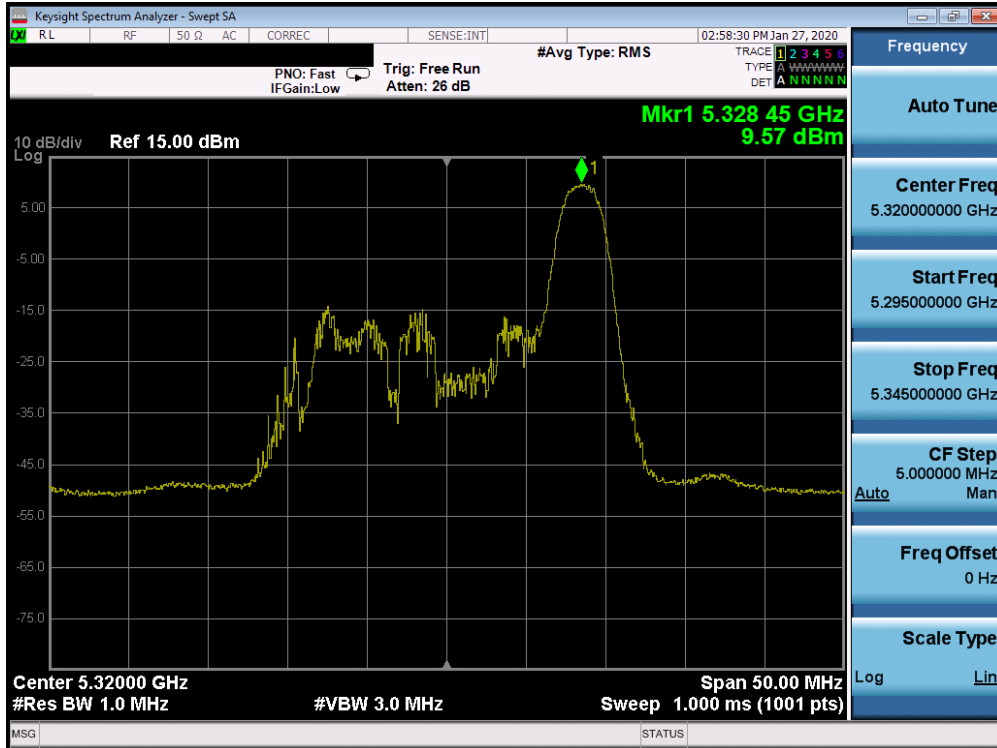 Keysight Spectrum Analyzer - Swept SA
LXI RL RF 50 Ω AC CORREC SENSE:INT 02:58:30 PM Jan 27, 2020
#Avg Type: RMS
TRACE 1 2 3 4 5 6
TYPE A WWWWW
DET A N N N N N
PNO: Fast
IFGain:Low
Trig: Free Run
Atten: 26 dB
Mkr1 5.328 45 GHz
9.57 dBm
10 dB/div Ref 15.00 dBm
Log
1
5.00
-5.00
-15.0
-25.0
-35.0
-45.0
-55.0
-65.0
-75.0
Center 5.32000 GHz
Span 50.00 MHz
#Res BW 1.0 MHz
#VBW 3.0 MHz
Sweep 1.000 ms (1001 pts)
MSG
STATUS
Frequency
Auto Tune
Center Freq
5.320000000 GHz
Start Freq
5.295000000 GHz
Stop Freq
5.345000000 GHz
CF Step
5.000000 MHz
Auto Man
Freq Offset
0 Hz
Scale Type
Log Lin